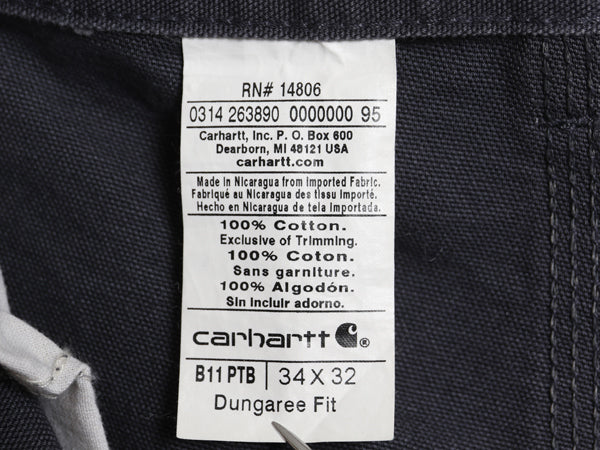 RN# 14806
0314 263890 0000000 95
Carhartt, Inc. P. O. Box 600
Dearborn, MI 48121 USA
carhartt.com
Made in Nicaragua from Imported Fabric.
Fabriqué au Nicaragua des tissu Importé.
Hecho en Nicaragua de tela Importada.
100% Cotton.
Exclusive of Trimming.
100% Coton.
Sans garniture.
100% Algodón.
Sin incluir adorno.
carhartt ®
B11 PTB | 34 X 32
Dungaree Fit